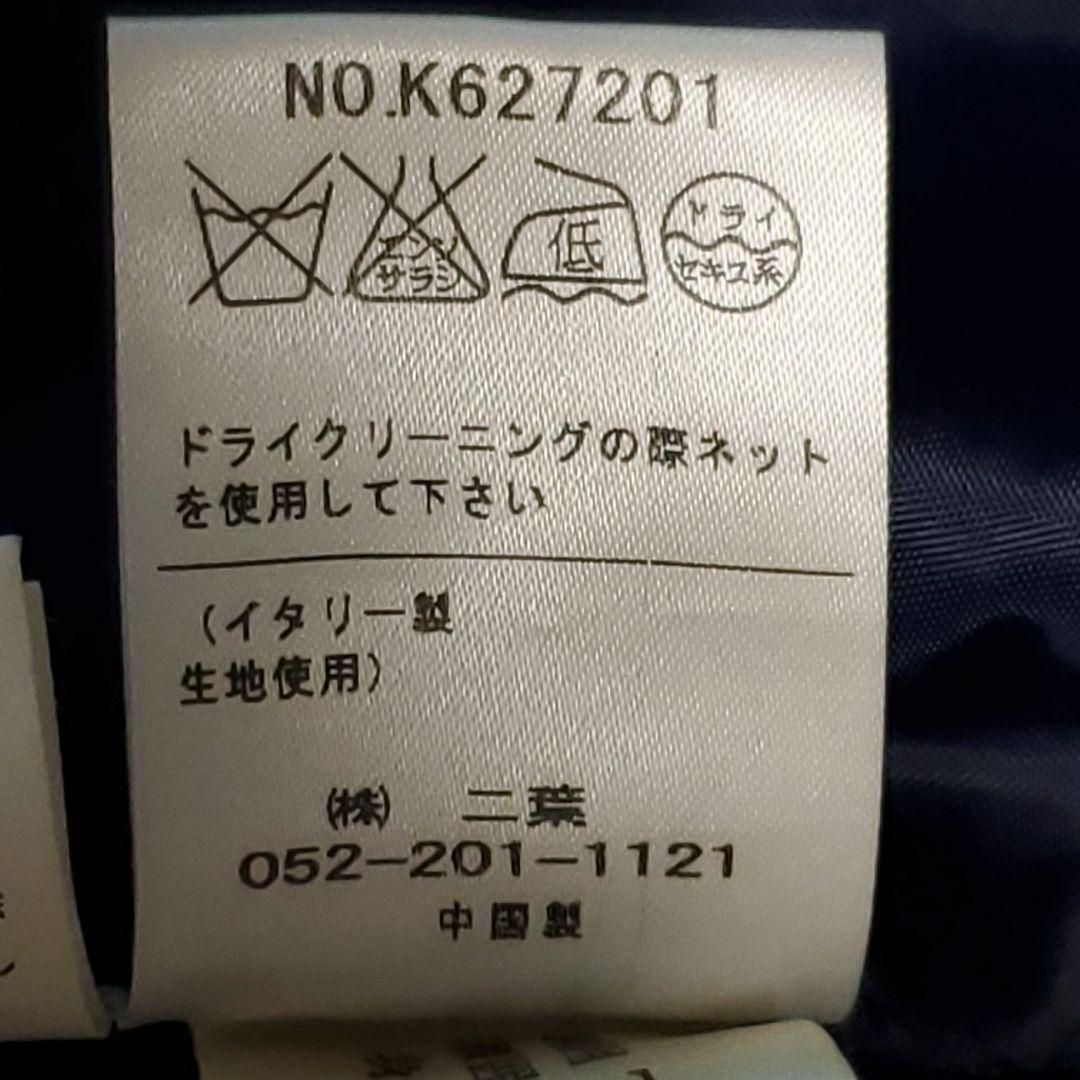 NO.K627201
エンソ
サラシ
低
ドライ
セキユ系
ドライクリーニングの際ネット
を使用して下さい
(イタリー製
生地使用)
㈱ 二葉
052-201-1121
中国製